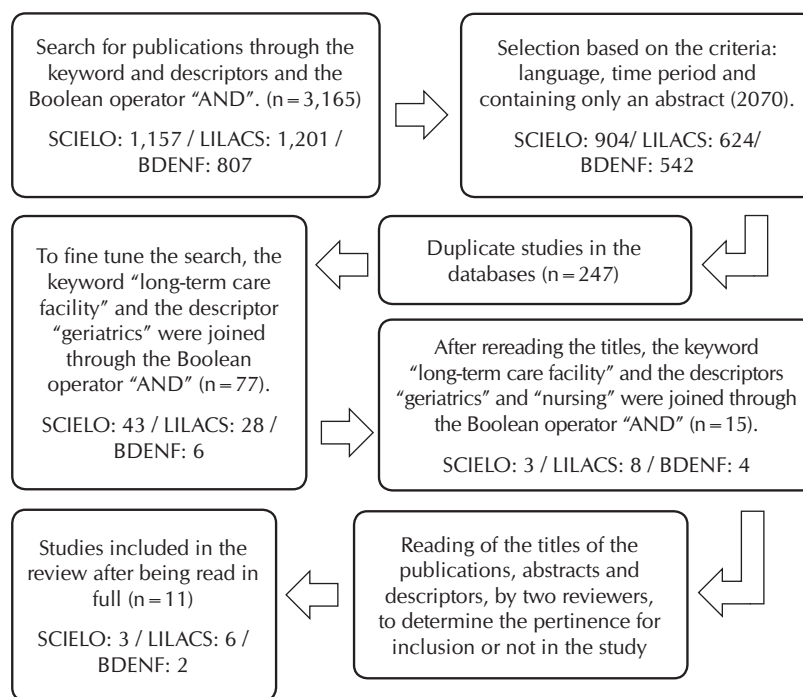 Search for publications through the
keyword and descriptors and the
Boolean operator “AND”. (n = 3,165)
SCIELO: 1,157 / LILACS: 1,201 /
BDENF: 807
Selection based on the criteria:
language, time period and
containing only an abstract (2070).
SCIELO: 904/ LILACS: 624/
BDENF: 542
Duplicate studies in the
databases (n = 247)
To fine tune the search, the
keyword “long-term care
facility” and the descriptor
“geriatrics” were joined
through the Boolean
operator “AND” (n = 77).
SCIELO: 43 / LILACS: 28 /
BDENF: 6
After rereading the titles, the keyword
“long-term care facility” and the descriptors
“geriatrics” and “nursing” were joined through
the Boolean operator “AND” (n = 15).
SCIELO: 3 / LILACS: 8 / BDENF: 4
Reading of the titles of the
publications, abstracts and
descriptors, by two reviewers,
to determine the pertinence for
inclusion or not in the study
Studies included in the
review after being read in
full (n = 11)
SCIELO: 3 / LILACS: 6 /
BDENF: 2